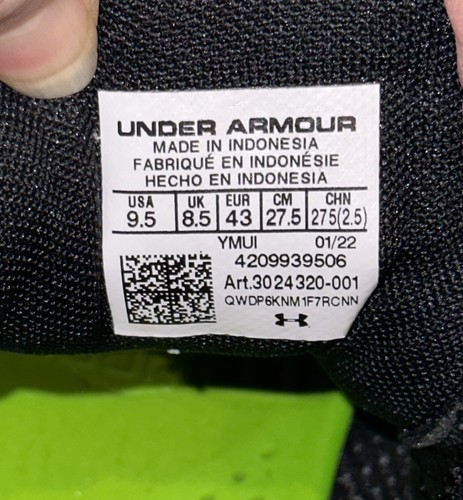 UNDER ARMOUR
MADE IN INDONESIA
FABRIQUÉ EN INDONÉSIE
HECHO EN INDONESIA
USA UK EUR CM CHN
9.5 8.5 43 27.5 275(2.5)
YMUI 01/22
4209939506
Art.3024320-001
QWDP6KNM1F7RCNN